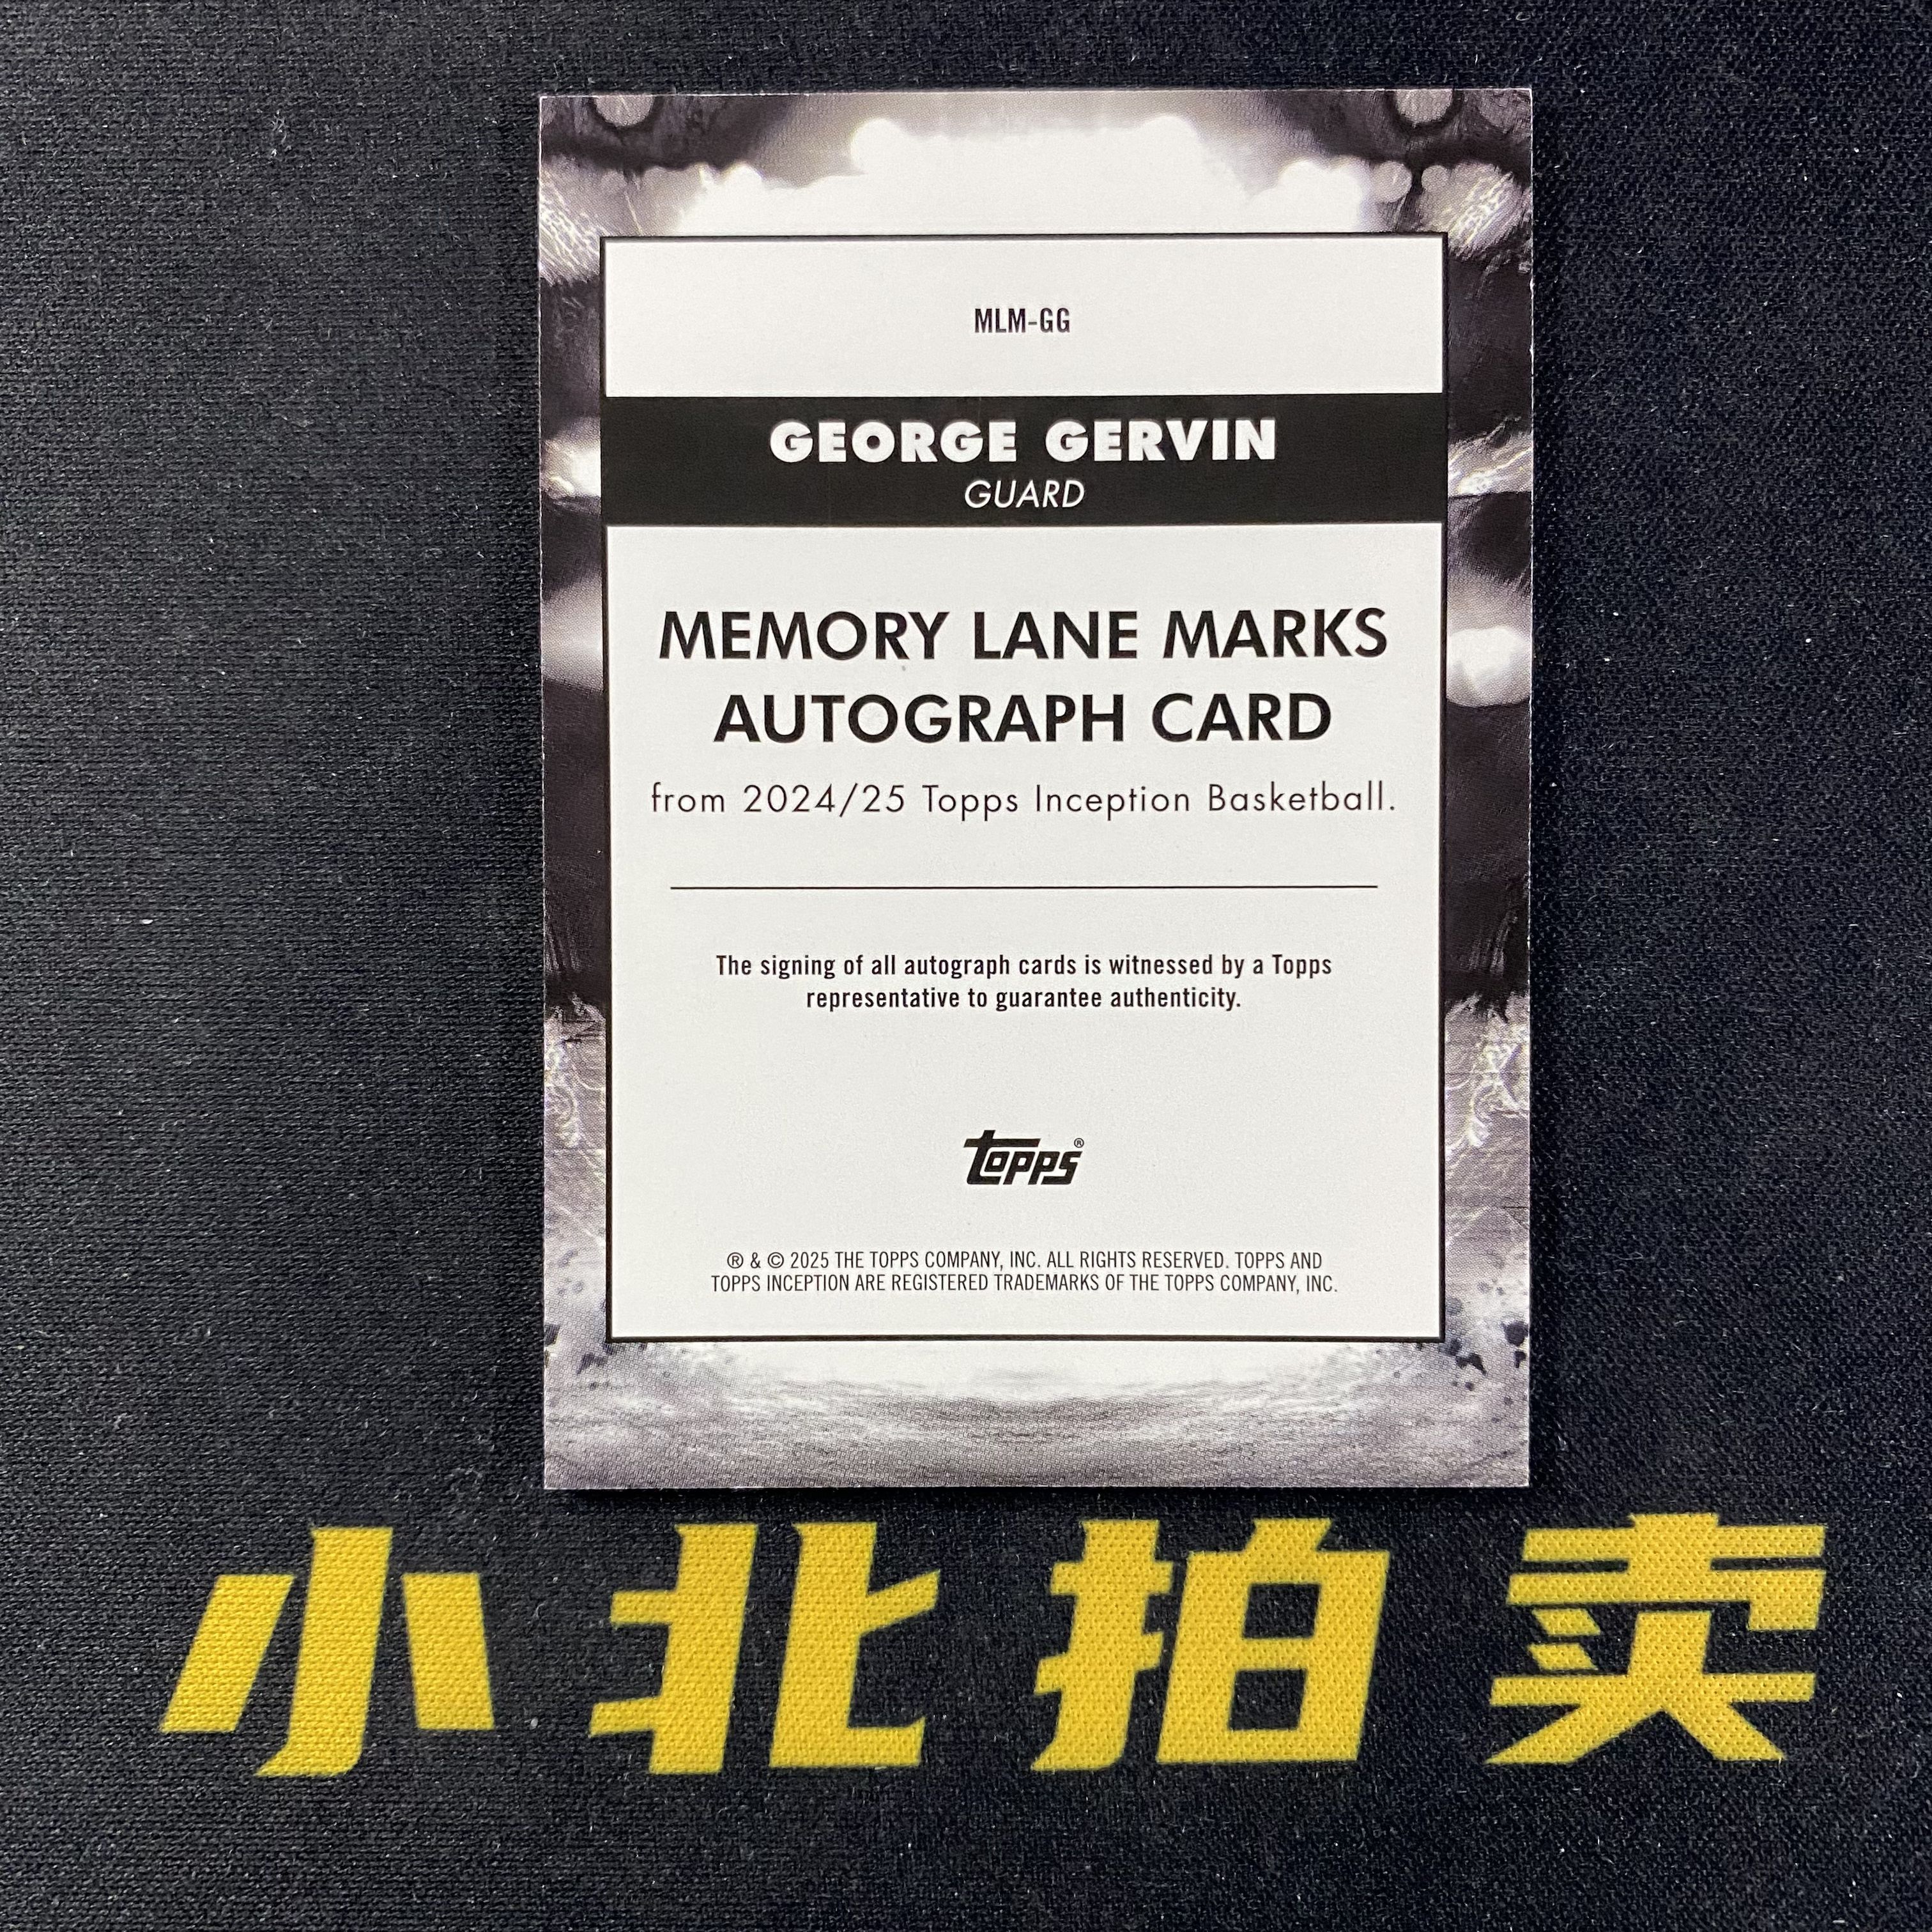 MLM-GG
GEORGE GERVIN
GUARD
MEMORY LANE MARKS
AUTOGRAPH CARD
from 2024/25 Topps Inception Basketball.
The signing of all autograph cards is witnessed by a Topps
representative to guarantee authenticity.
topps®
® & © 2025 THE TOPPS COMPANY, INC. ALL RIGHTS RESERVED. TOPPS AND
TOPPS INCEPTION ARE REGISTERED TRADEMARKS OF THE TOPPS COMPANY, INC.
小北拍卖